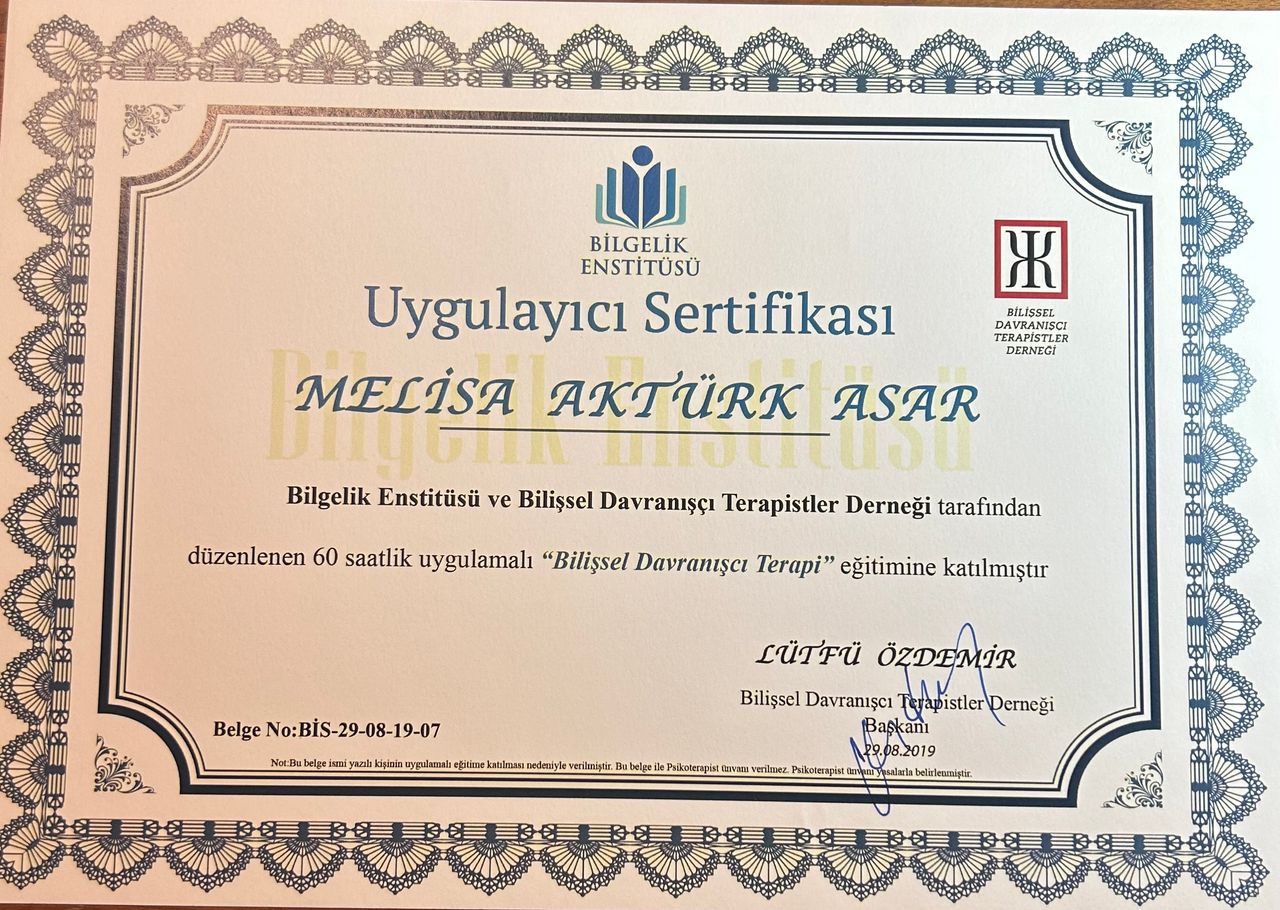 BİLGELİK
ENSTİTÜSÜ
Uygulayıcı Sertifikası
BİLİŞSEL
DAVRANIŞCI
TERAPİSTLER
DERNEĞİ
Bilgelik Enstitüsü
MELİSA AKTÜRK ASAR
Bilgelik Enstitüsü ve Bilişsel Davranışçı Terapistler Derneği tarafından
düzenlenen 60 saatlik uygulamalı “Bilişsel Davranışcı Terapi” eğitimine katılmıştır
LÜTFÜ ÖZDEMİR
Bilişsel Davranışcı Terapistler Derneği
Başkanı
29.08.2019
Belge No:BİS-29-08-19-07
Not:Bu belge ismi yazılı kişinin uygulamalı eğitime katılması nedeniyle verilmiştir. Bu belge ile Psikoterapist ünvanı verilmez. Psikoterapist ünvanı yasalarla belirlenmiştir.